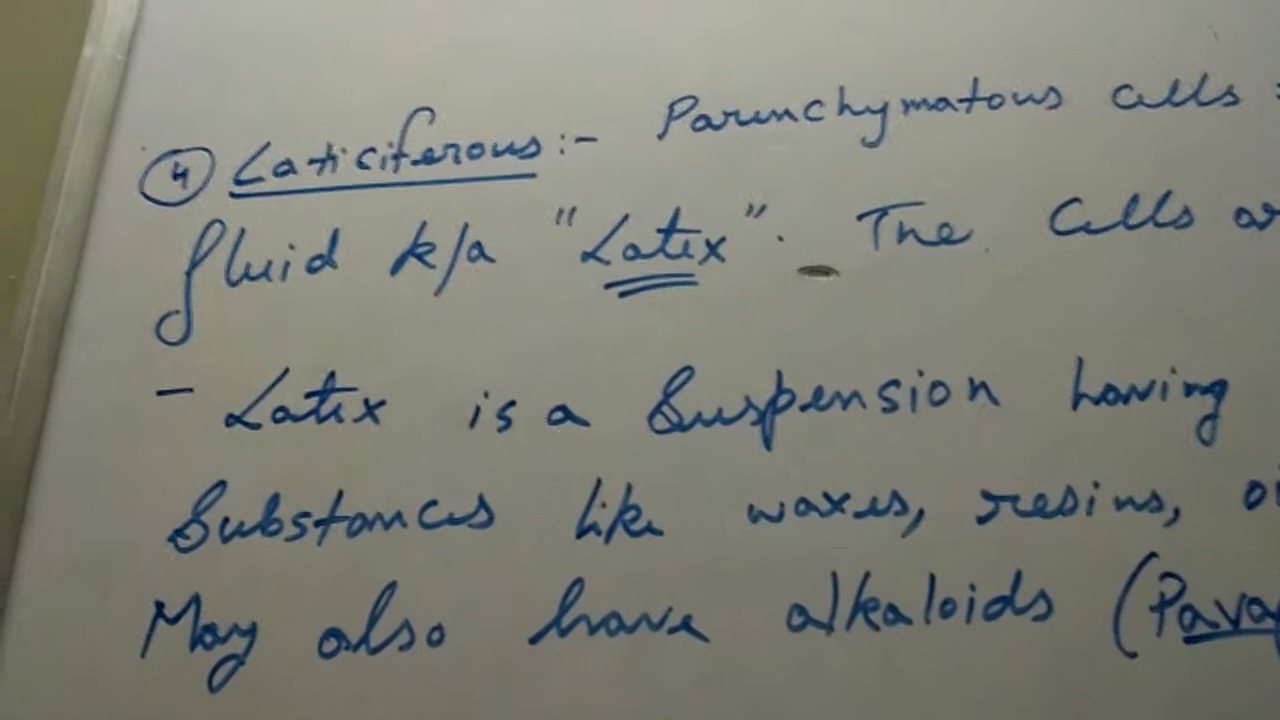 ④ Laticiferous:- Parenchymatous cells
fluid k/a "Latex". The cells
- Latex is a Suspension having
Substances like waxes, resins,
May also have alkaloids (